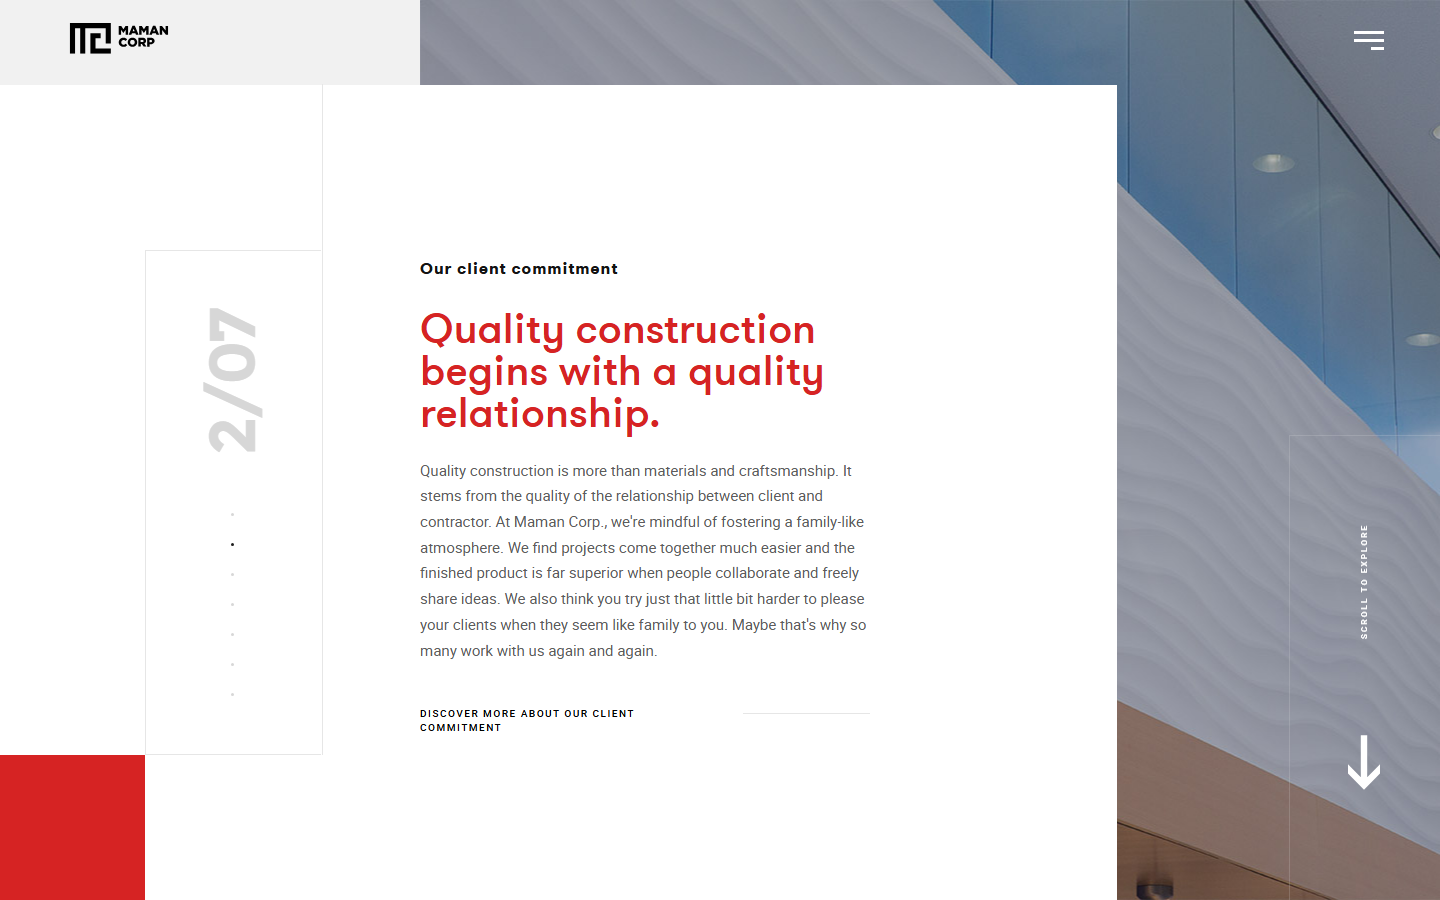 MAMAN
CORP
2/07
Our client commitment
Quality construction
begins with a quality
relationship.
Quality construction is more than materials and craftsmanship. It
stems from the quality of the relationship between client and
contractor. At Maman Corp., we're mindful of fostering a family-like
atmosphere. We find projects come together much easier and the
finished product is far superior when people collaborate and freely
share ideas. We also think you try just that little bit harder to please
your clients when they seem like family to you. Maybe that's why so
many work with us again and again.
DISCOVER MORE ABOUT OUR CLIENT
COMMITMENT
SCROLL TO EXPLORE